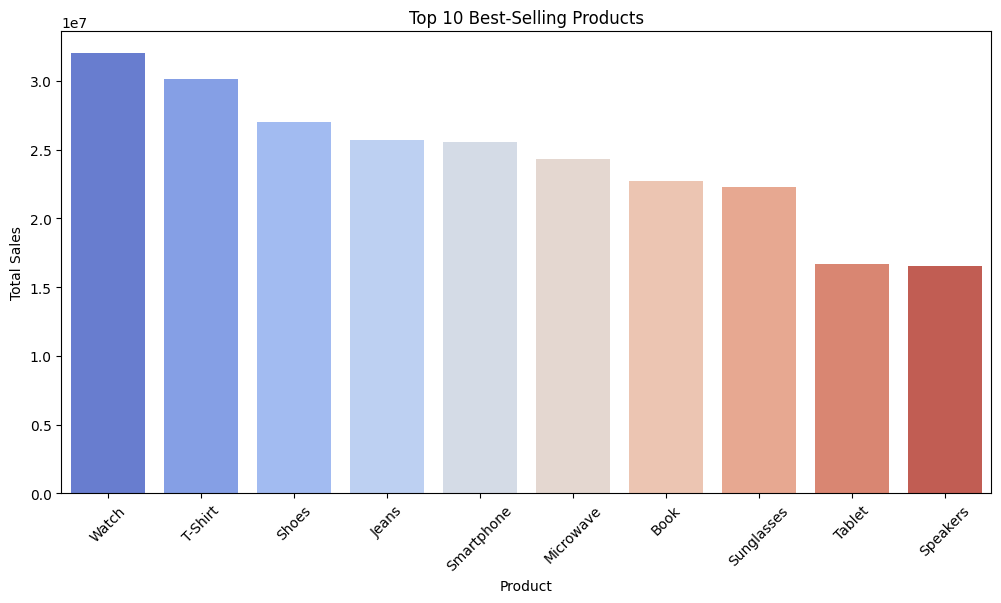 Top 10 Best-Selling Products
1e7
Total Sales
3.0
2.5
2.0
1.5
1.0
0.5
0.0
Watch
T-Shirt
Shoes
Jeans
Smartphone
Microwave
Book
Sunglasses
Tablet
Speakers
Product